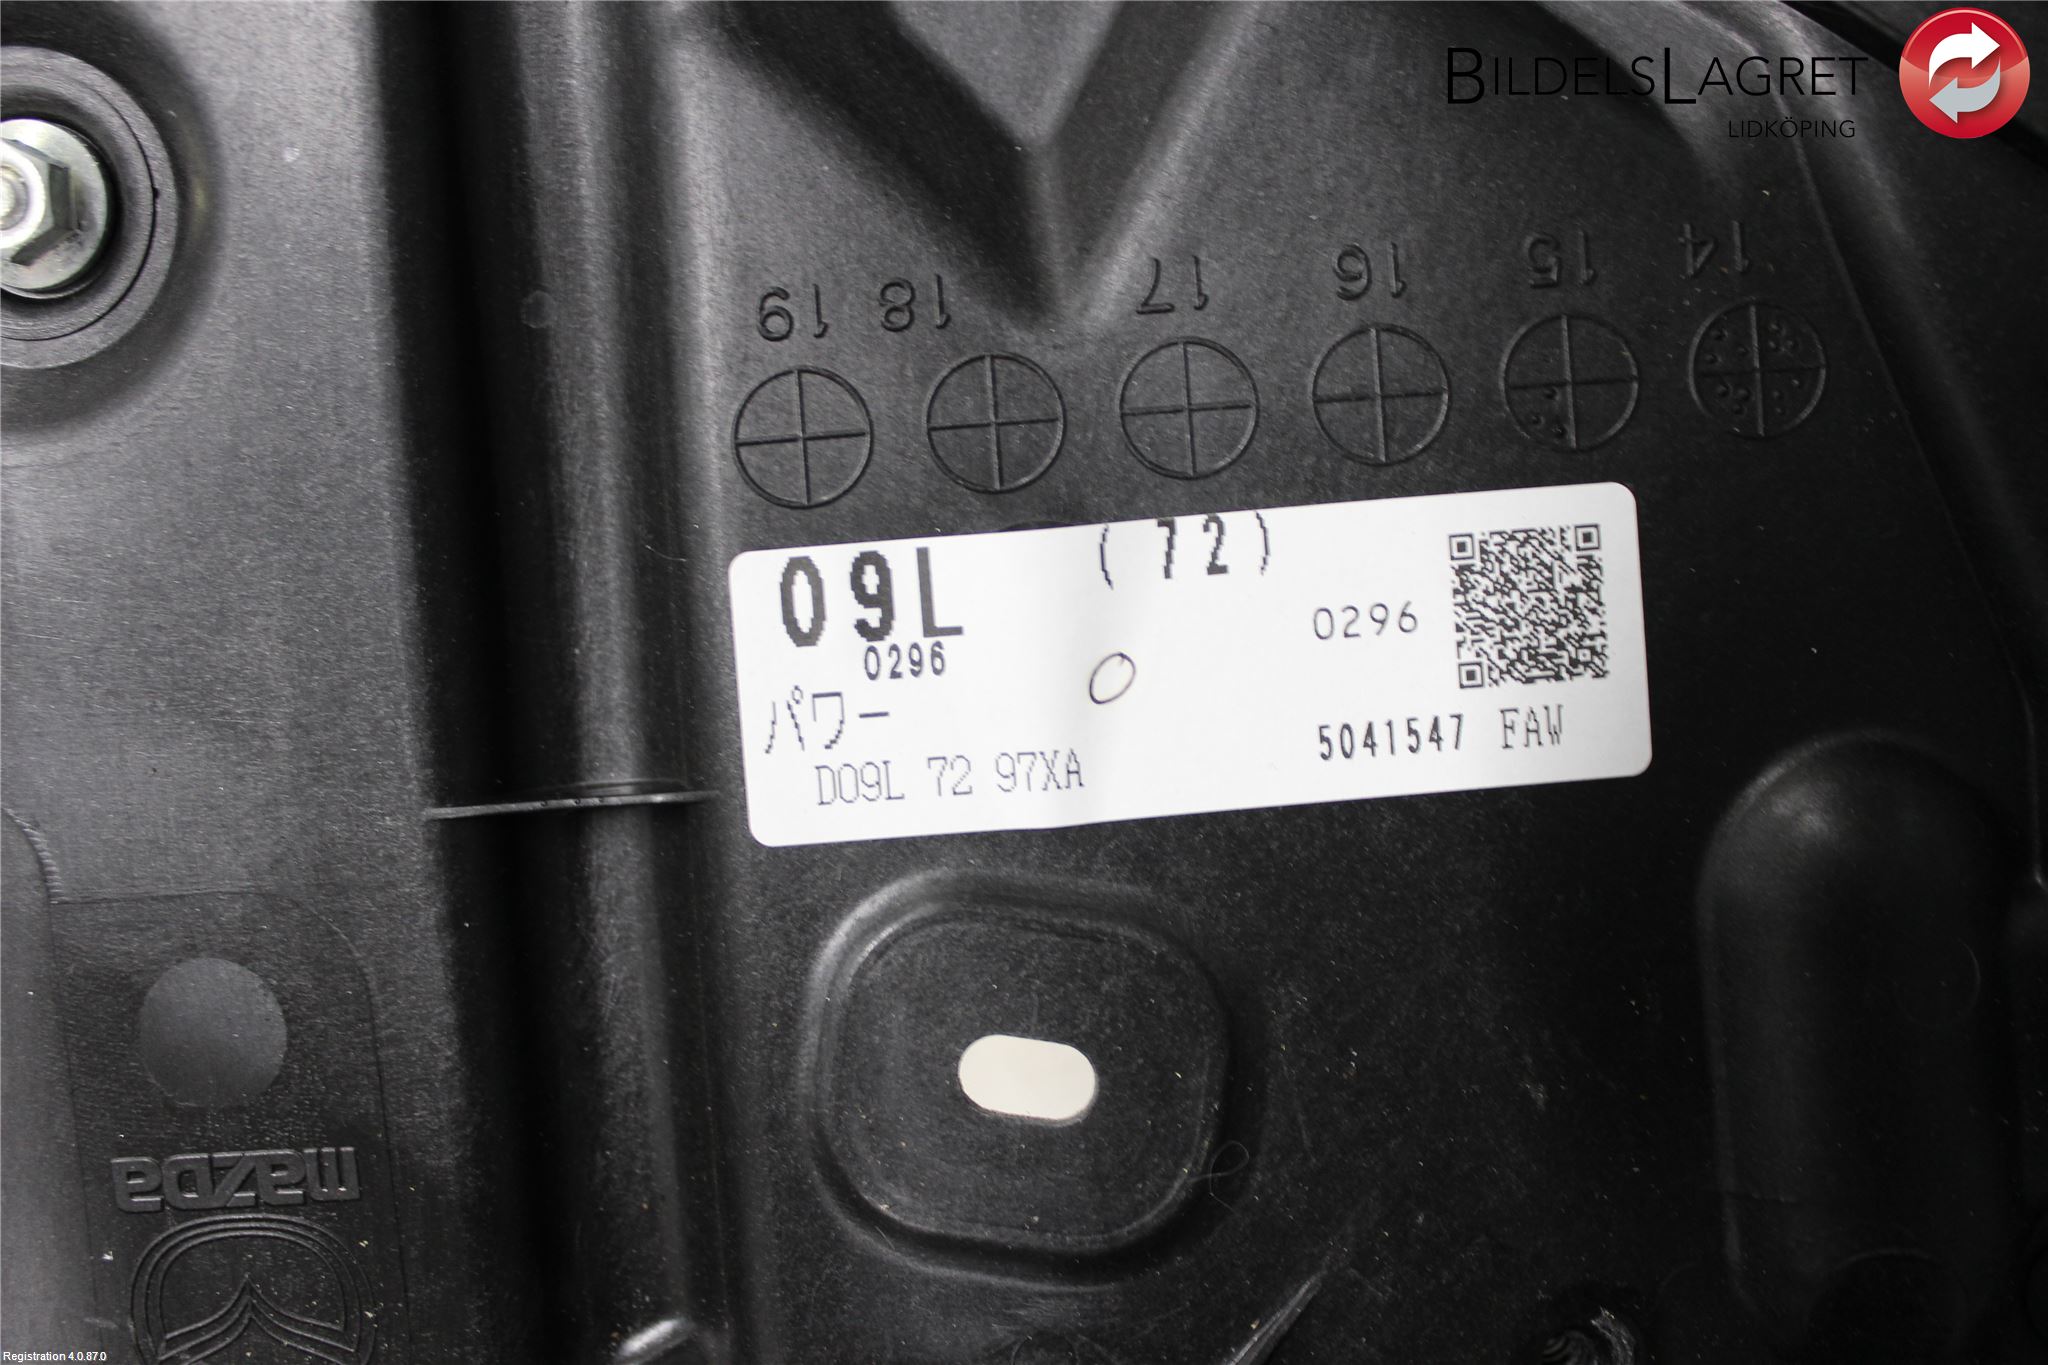 BILDELSLAGRET
LIDKÖPING
19 18 17 16 15 14
09L (72)
0296
0296
パワー
D09L 72 97XA
5041547 FAW
mazda
Registration 4.0.87.0